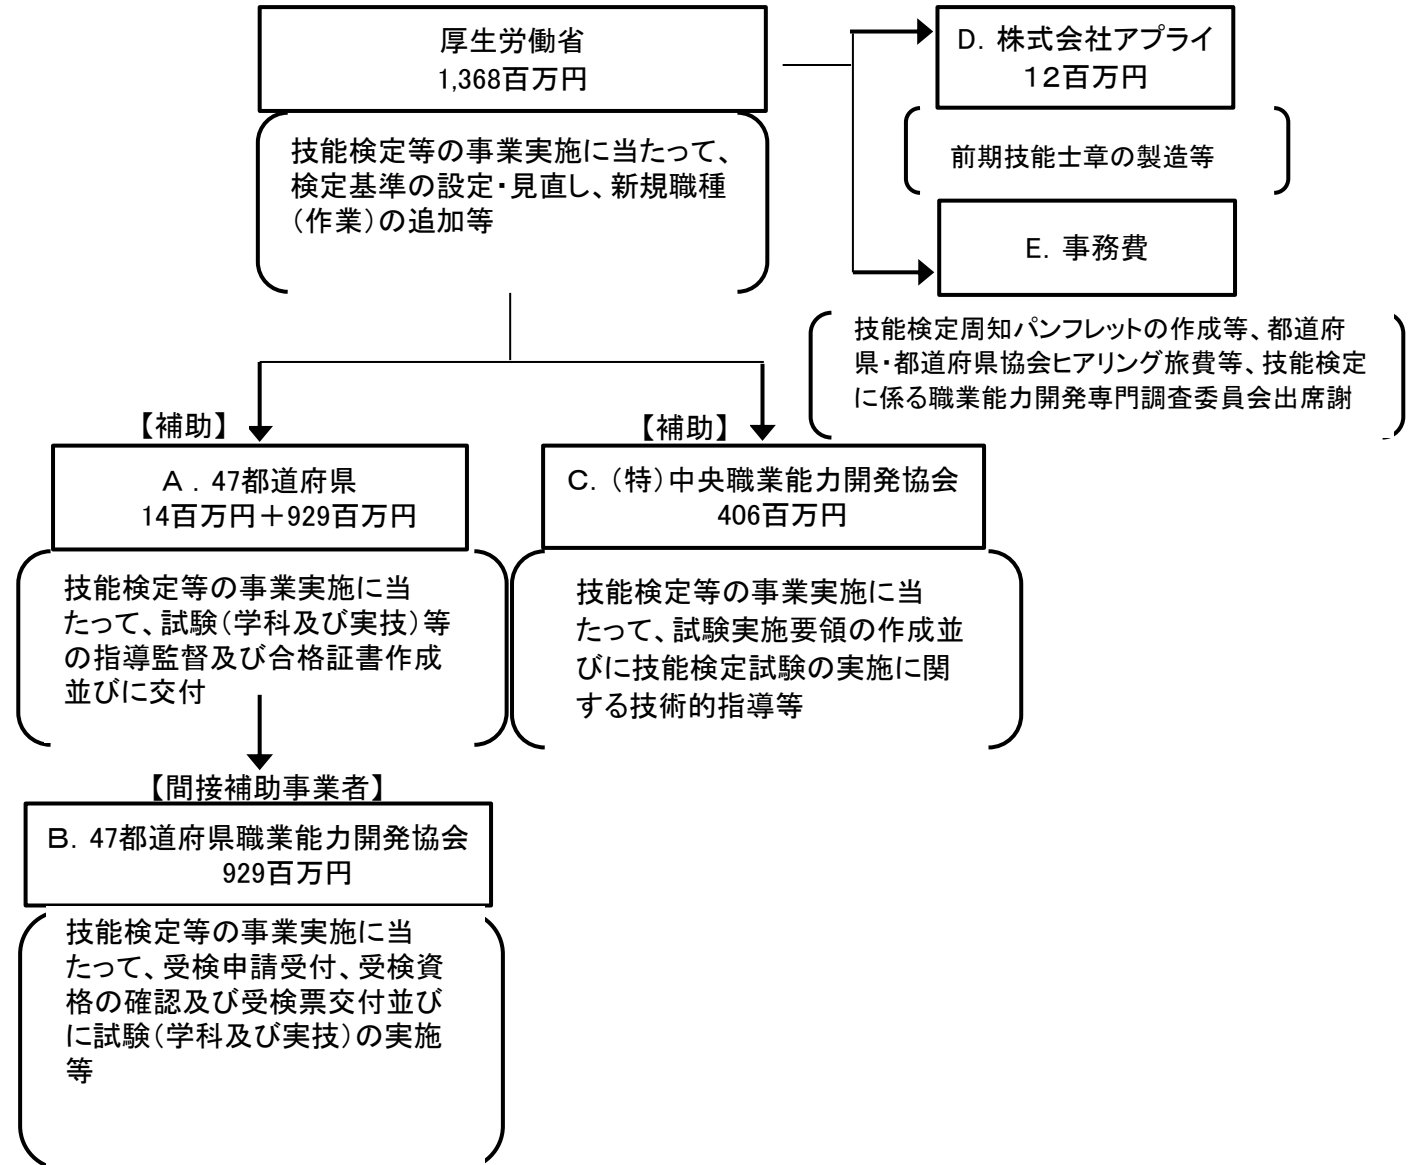 厚生労働省
1,368百万円
技能検定等の事業実施に当たって、
検定基準の設定・見直し、新規職種
（作業）の追加等
D．株式会社アプライ
１２百万円
前期技能士章の製造等
E．事務費
技能検定周知パンフレットの作成等、都道府
県・都道府県協会ヒアリング旅費等、技能検定
に係る職業能力開発専門調査委員会出席謝
【補助】
Ａ．47都道府県
14百万円＋929百万円
技能検定等の事業実施に当
たって、試験（学科及び実技）等
の指導監督及び合格証書作成
並びに交付
【補助】
Ｃ．（特）中央職業能力開発協会
406百万円
技能検定等の事業実施に当
たって、試験実施要領の作成並
びに技能検定試験の実施に関
する技術的指導等
【間接補助事業者】
Ｂ．47都道府県職業能力開発協会
929百万円
技能検定等の事業実施に当
たって、受検申請受付、受検資
格の確認及び受検票交付並び
に試験（学科及び実技）の実施
等